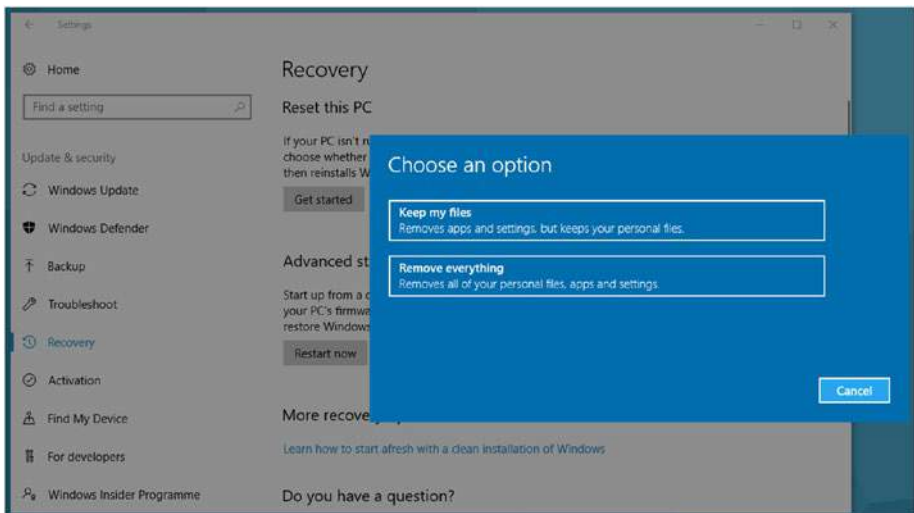 Settings
Home
Find a setting
Update & security
Windows Update
Windows Defender
Backup
Troubleshoot
Recovery
Activation
Find My Device
For developers
Windows Insider Programme
Recovery
Reset this PC
If your PC isn't
choose whether
then reinstalls W
Get started
Advanced st
Start up from a
your PC's
restore Windows
Restart now
More
Learn how to start afresh with a clean installation of Windows
Do you have a question?
Choose an option
Keep my files
Removes apps and settings, but keeps your personal files.
Remove everything
Removes all of your personal files, apps and settings.
Cancel